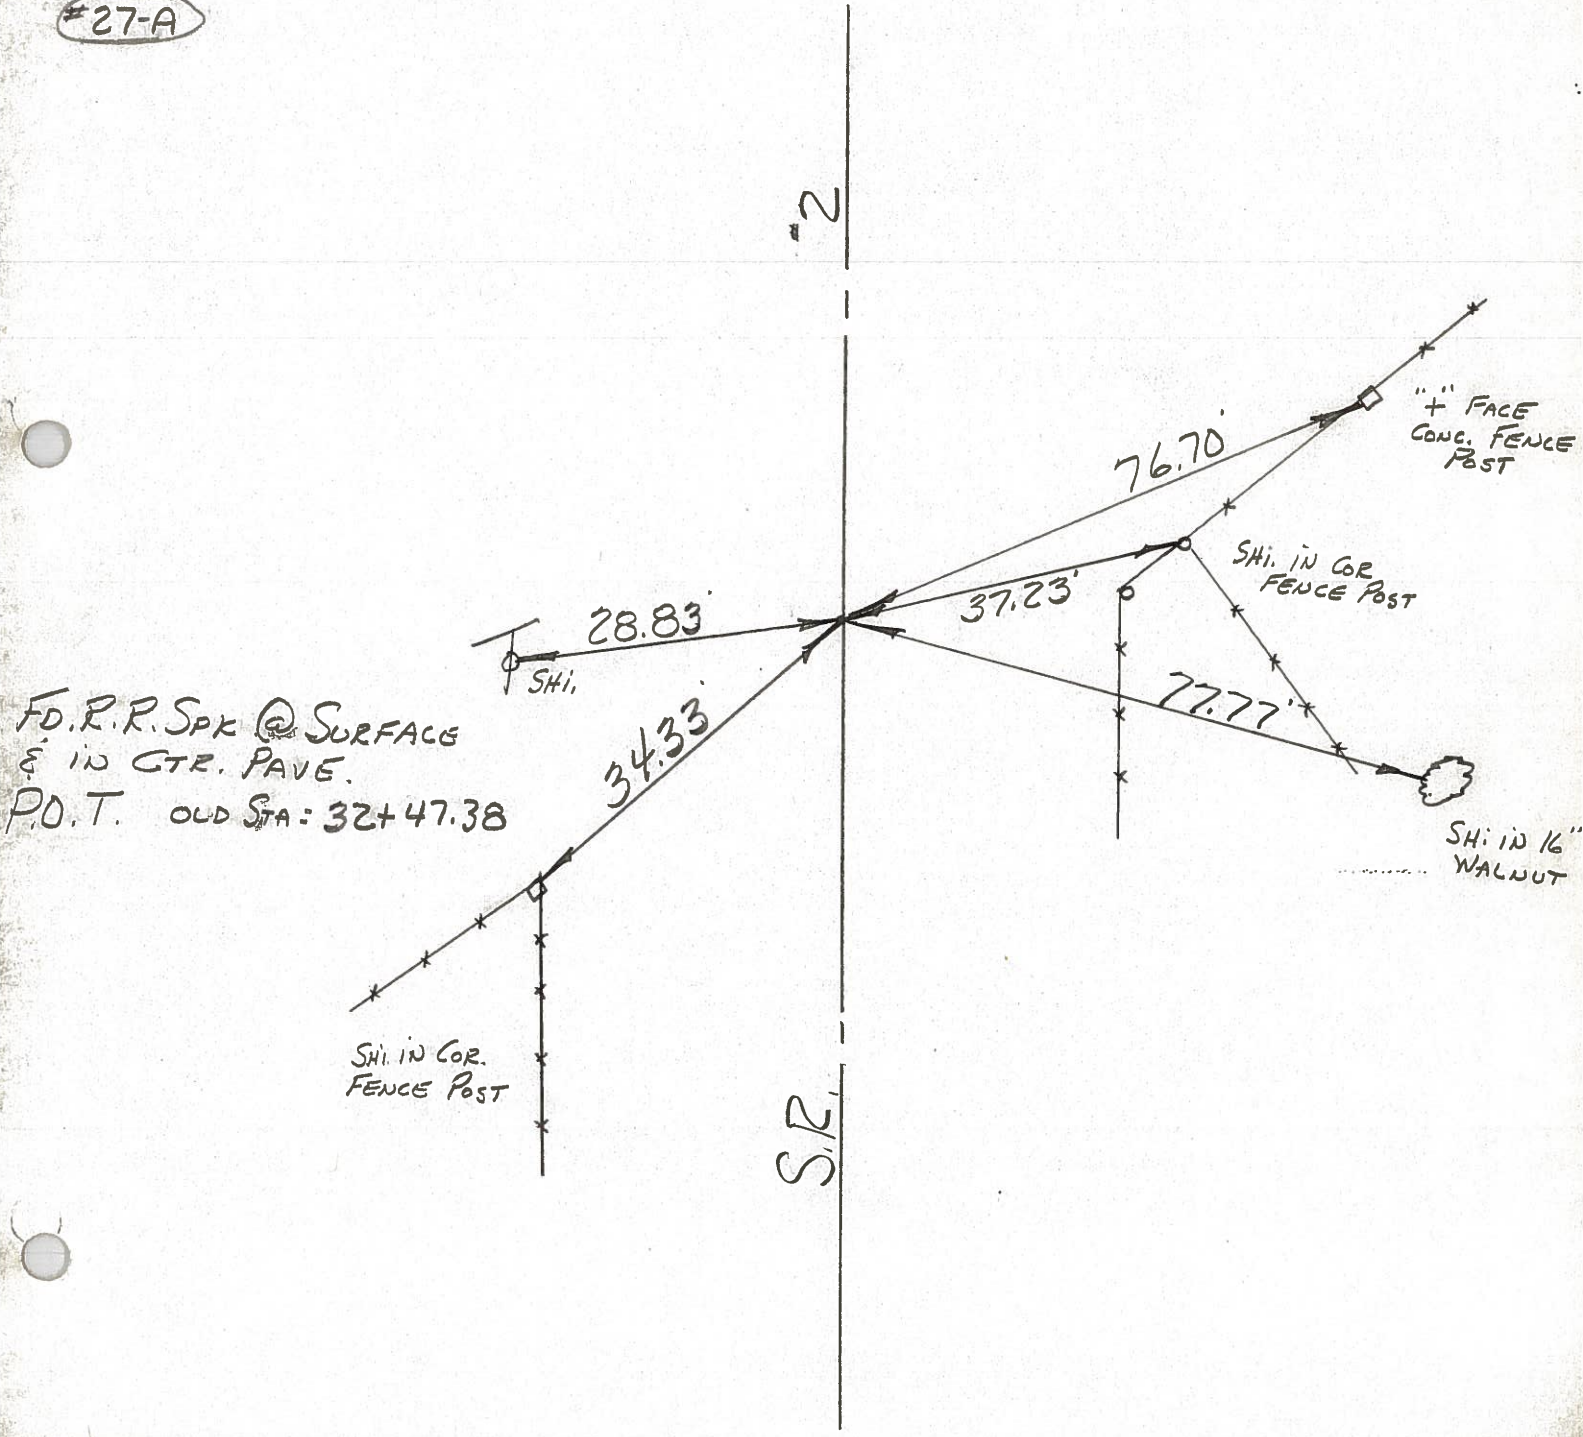 #27-A
#2
"+" FACE
CONC. FENCE
POST
76.70'
SHI. IN COR
FENCE POST
37.23'
28.83'
SHI.
34.33'
77.77'
FD. R.R. SPK @ SURFACE
& IN CTR. PAVE.
P.O.T. OLD STA: 32+47.38
SHI IN 16"
WALNUT
SHI. IN COR.
FENCE POST
S.R.